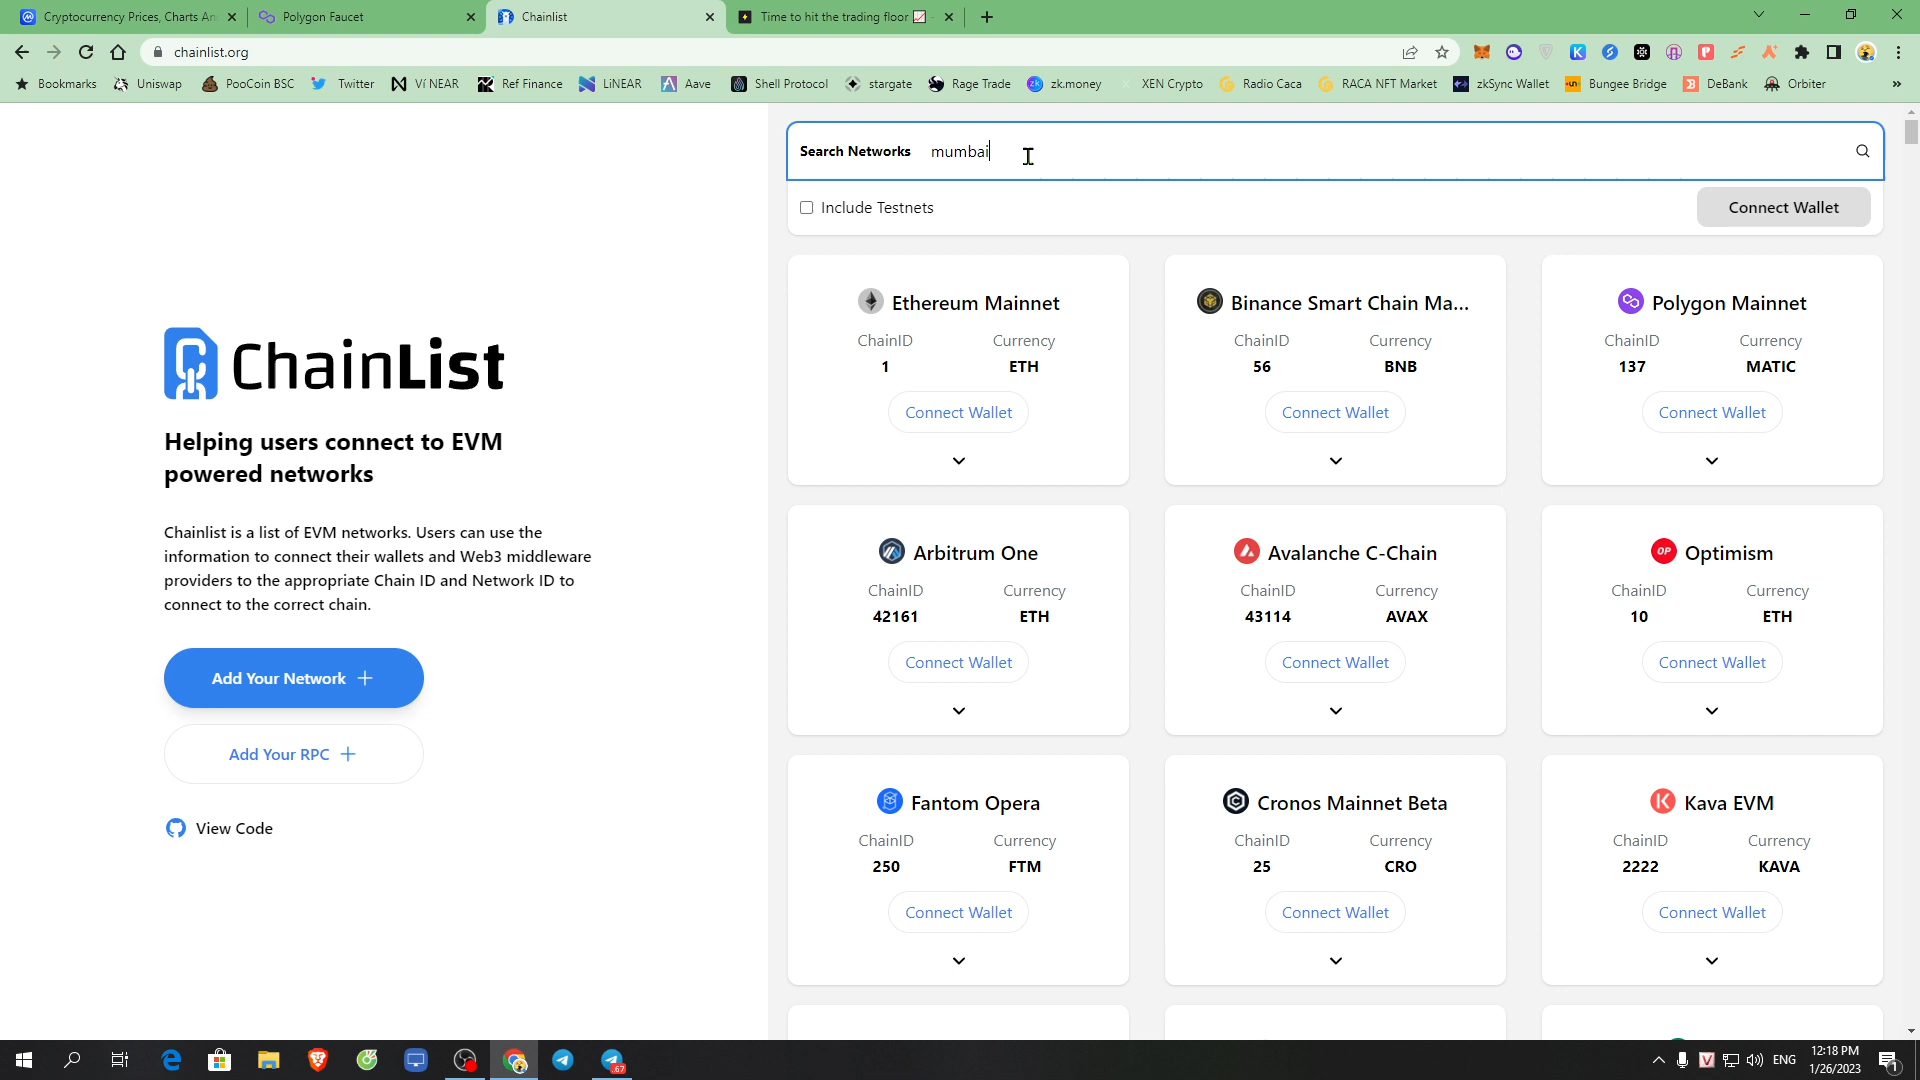 Cryptocurrency Prices, Charts An
Polygon Faucet
Chainlist
Time to hit the trading floor
chainlist.org
Bookmarks
Uniswap
PooCoin BSC
Twitter
Ví NEAR
Ref Finance
LiNEAR
Aave
Shell Protocol
stargate
Rage Trade
zk.money
XEN Crypto
Radio Caca
RACA NFT Market
zkSync Wallet
Bungee Bridge
DeBank
Orbiter
Search Networks mumbai
Include Testnets
Connect Wallet
ChainList
Helping users connect to EVM
powered networks
Chainlist is a list of EVM networks. Users can use the
information to connect their wallets and Web3 middleware
providers to the appropriate Chain ID and Network ID to
connect to the correct chain.
Add Your Network
Add Your RPC
View Code
Ethereum Mainnet
ChainID Currency
1 ETH
Connect Wallet
Binance Smart Chain Ma...
ChainID Currency
56 BNB
Connect Wallet
Polygon Mainnet
ChainID Currency
137 MATIC
Connect Wallet
Arbitrum One
ChainID Currency
42161 ETH
Connect Wallet
Avalanche C-Chain
ChainID Currency
43114 AVAX
Connect Wallet
OP Optimism
ChainID Currency
10 ETH
Connect Wallet
Fantom Opera
ChainID Currency
250 FTM
Connect Wallet
Cronos Mainnet Beta
ChainID Currency
25 CRO
Connect Wallet
Kava EVM
ChainID Currency
2222 KAVA
Connect Wallet
67
ENG
12:18 PM
1/26/2023
1